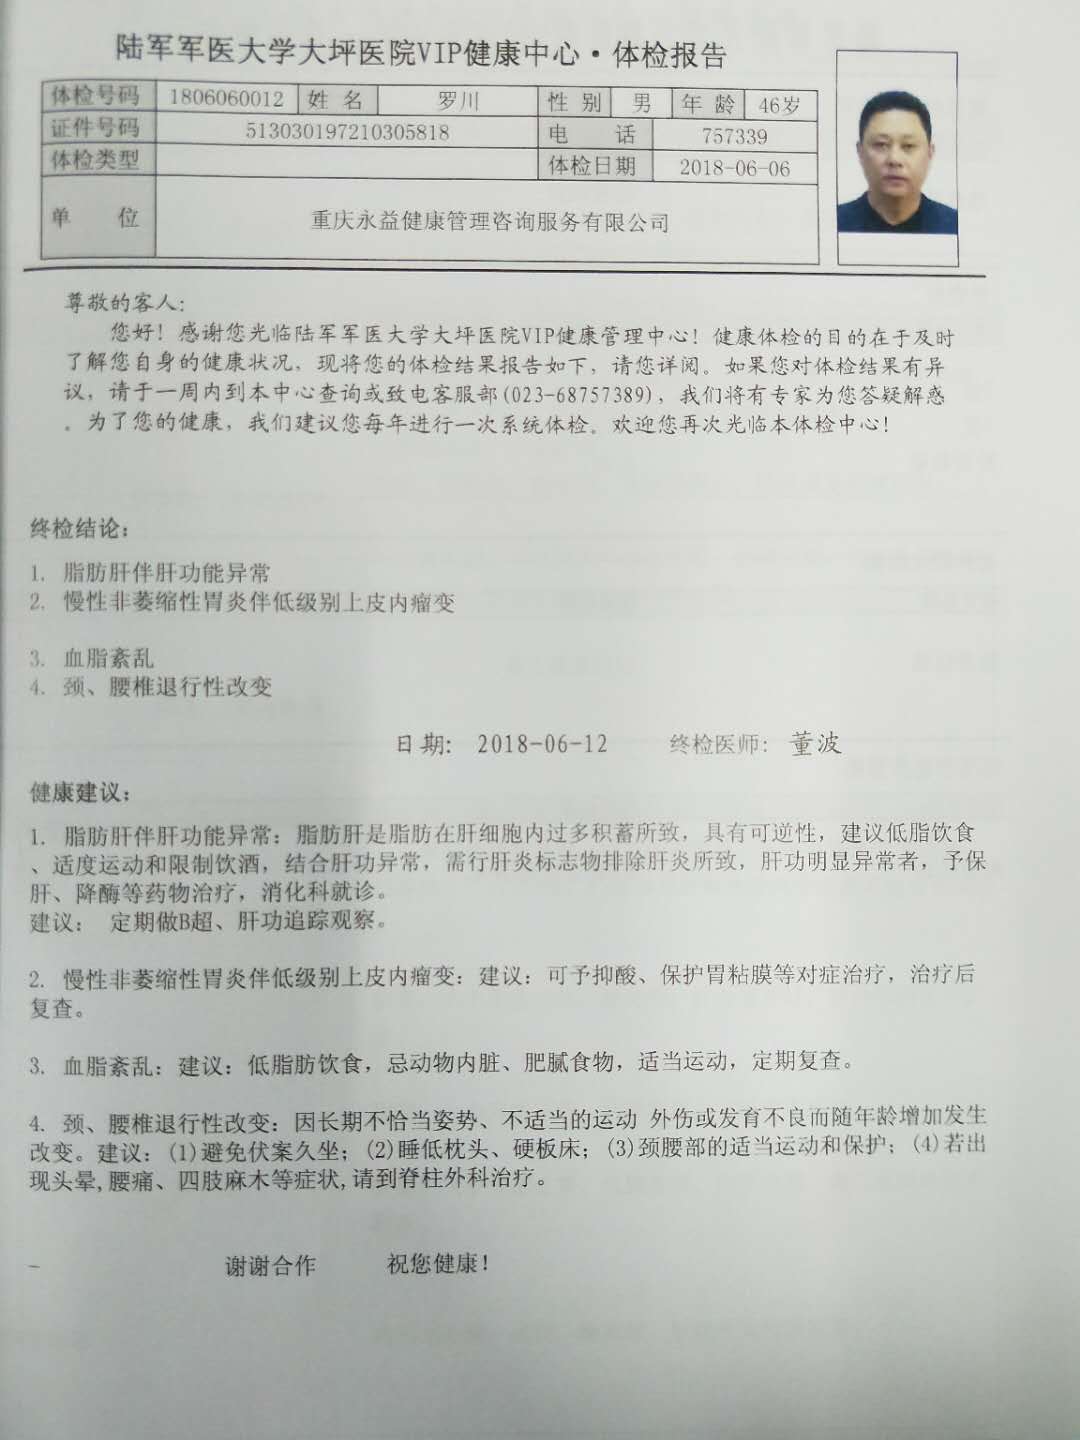 陆军军医大学大坪医院VIP健康中心·体检报告
体检号码 1806060012 姓 名 罗川 性 别 男 年 龄 46岁
证件号码 513030197210305818 电 话 757339
体检类型 体检日期 2018-06-06
单 位 重庆永益健康管理咨询服务有限公司
尊敬的客人：
您好！感谢您光临陆军军医大学大坪医院VIP健康管理中心！健康体检的目的在于及时
了解您自身的健康状况，现将您的体检结果报告如下，请您详阅。如果您对体检结果有异
议，请于一周内到本中心查询或致电客服部(023-68757389)，我们将有专家为您答疑解惑
。为了您的健康，我们建议您每年进行一次系统体检。欢迎您再次光临本体检中心！
终检结论：
1. 脂肪肝伴肝功能异常
2. 慢性非萎缩性胃炎伴低级别上皮内瘤变
3. 血脂紊乱
4. 颈、腰椎退行性改变
日期： 2018-06-12 终检医师： 董波
健康建议：
1. 脂肪肝伴肝功能异常：脂肪肝是脂肪在肝细胞内过多积蓄所致，具有可逆性，建议低脂饮食
、适度运动和限制饮酒，结合肝功异常，需行肝炎标志物排除肝炎所致，肝功明显异常者，予保
肝、降酶等药物治疗，消化科就诊。
建议： 定期做B超、肝功追踪观察。
2. 慢性非萎缩性胃炎伴低级别上皮内瘤变：建议：可予抑酸、保护胃粘膜等对症治疗，治疗后
复查。
3. 血脂紊乱：建议：低脂肪饮食，忌动物内脏、肥腻食物，适当运动，定期复查。
4. 颈、腰椎退行性改变：因长期不恰当姿势、不适当的运动 外伤或发育不良而随年龄增加发生
改变。建议：(1)避免伏案久坐；(2)睡低枕头、硬板床；(3)颈腰部的适当运动和保护；(4)若出
现头晕,腰痛、四肢麻木等症状,请到脊柱外科治疗。
谢谢合作 祝您健康！